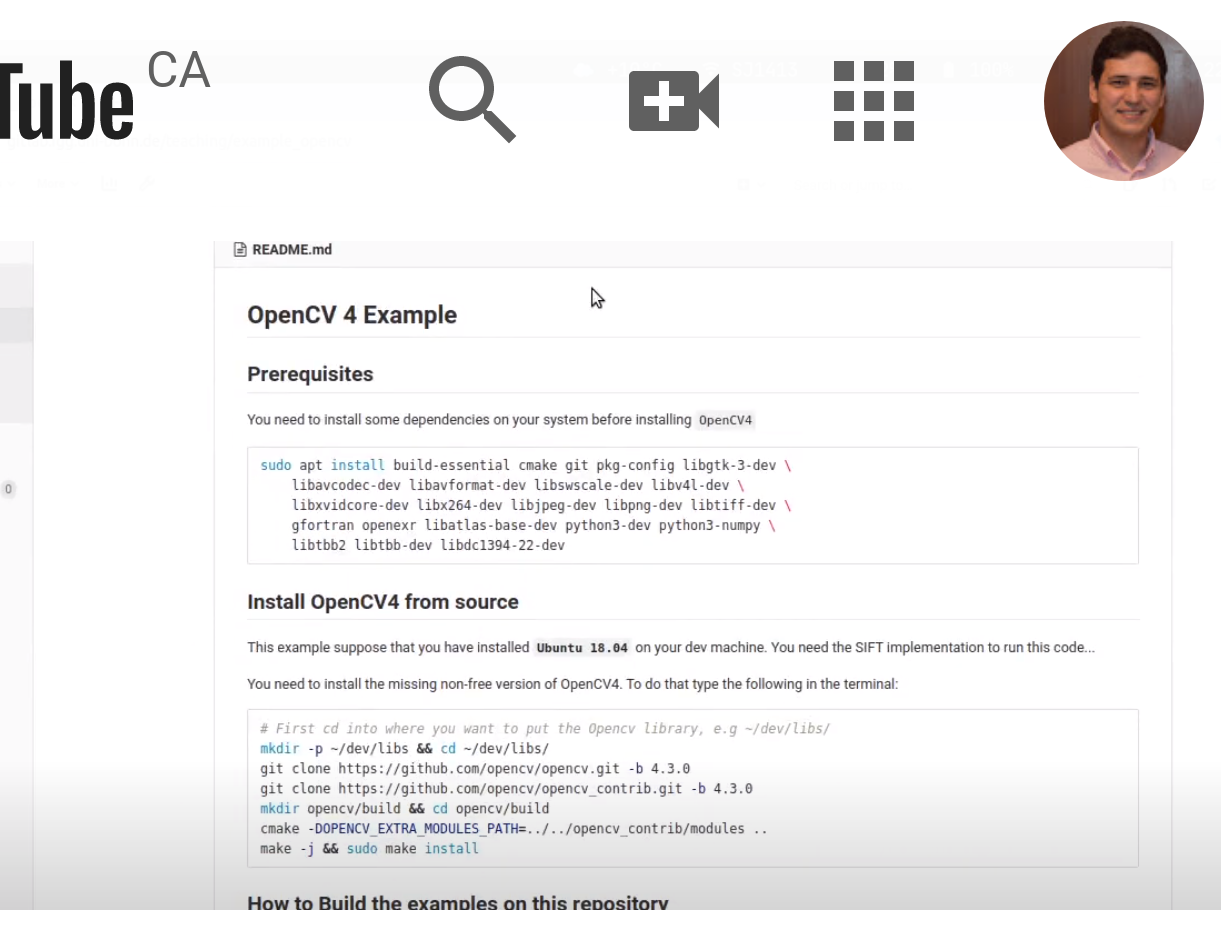 Tube CA
README.md
OpenCV 4 Example
Prerequisites
You need to install some dependencies on your system before installing OpenCV4
sudo apt install build-essential cmake git pkg-config libgtk-3-dev \
libavcodec-dev libavformat-dev libswscale-dev libv4l-dev \
libxvidcore-dev libx264-dev libjpeg-dev libpng-dev libtiff-dev \
gfortran openexr libatlas-base-dev python3-dev python3-numpy \
libtbb2 libtbb-dev libdc1394-22-dev
0
Install OpenCV4 from source
This example suppose that you have installed Ubuntu 18.04 on your dev machine. You need the SIFT implementation to run this code...
You need to install the missing non-free version of OpenCV4. To do that type the following in the terminal:
# First cd into where you want to put the Opencv library, e.g ~/dev/libs/
mkdir -p ~/dev/libs && cd ~/dev/libs/
git clone https://github.com/opencv/opencv.git -b 4.3.0
git clone https://github.com/opencv/opencv_contrib.git -b 4.3.0
mkdir opencv/build && cd opencv/build
cmake -DOPENCV_EXTRA_MODULES_PATH=../../opencv_contrib/modules ..
make -j && sudo make install
How to Build the examples on this repository